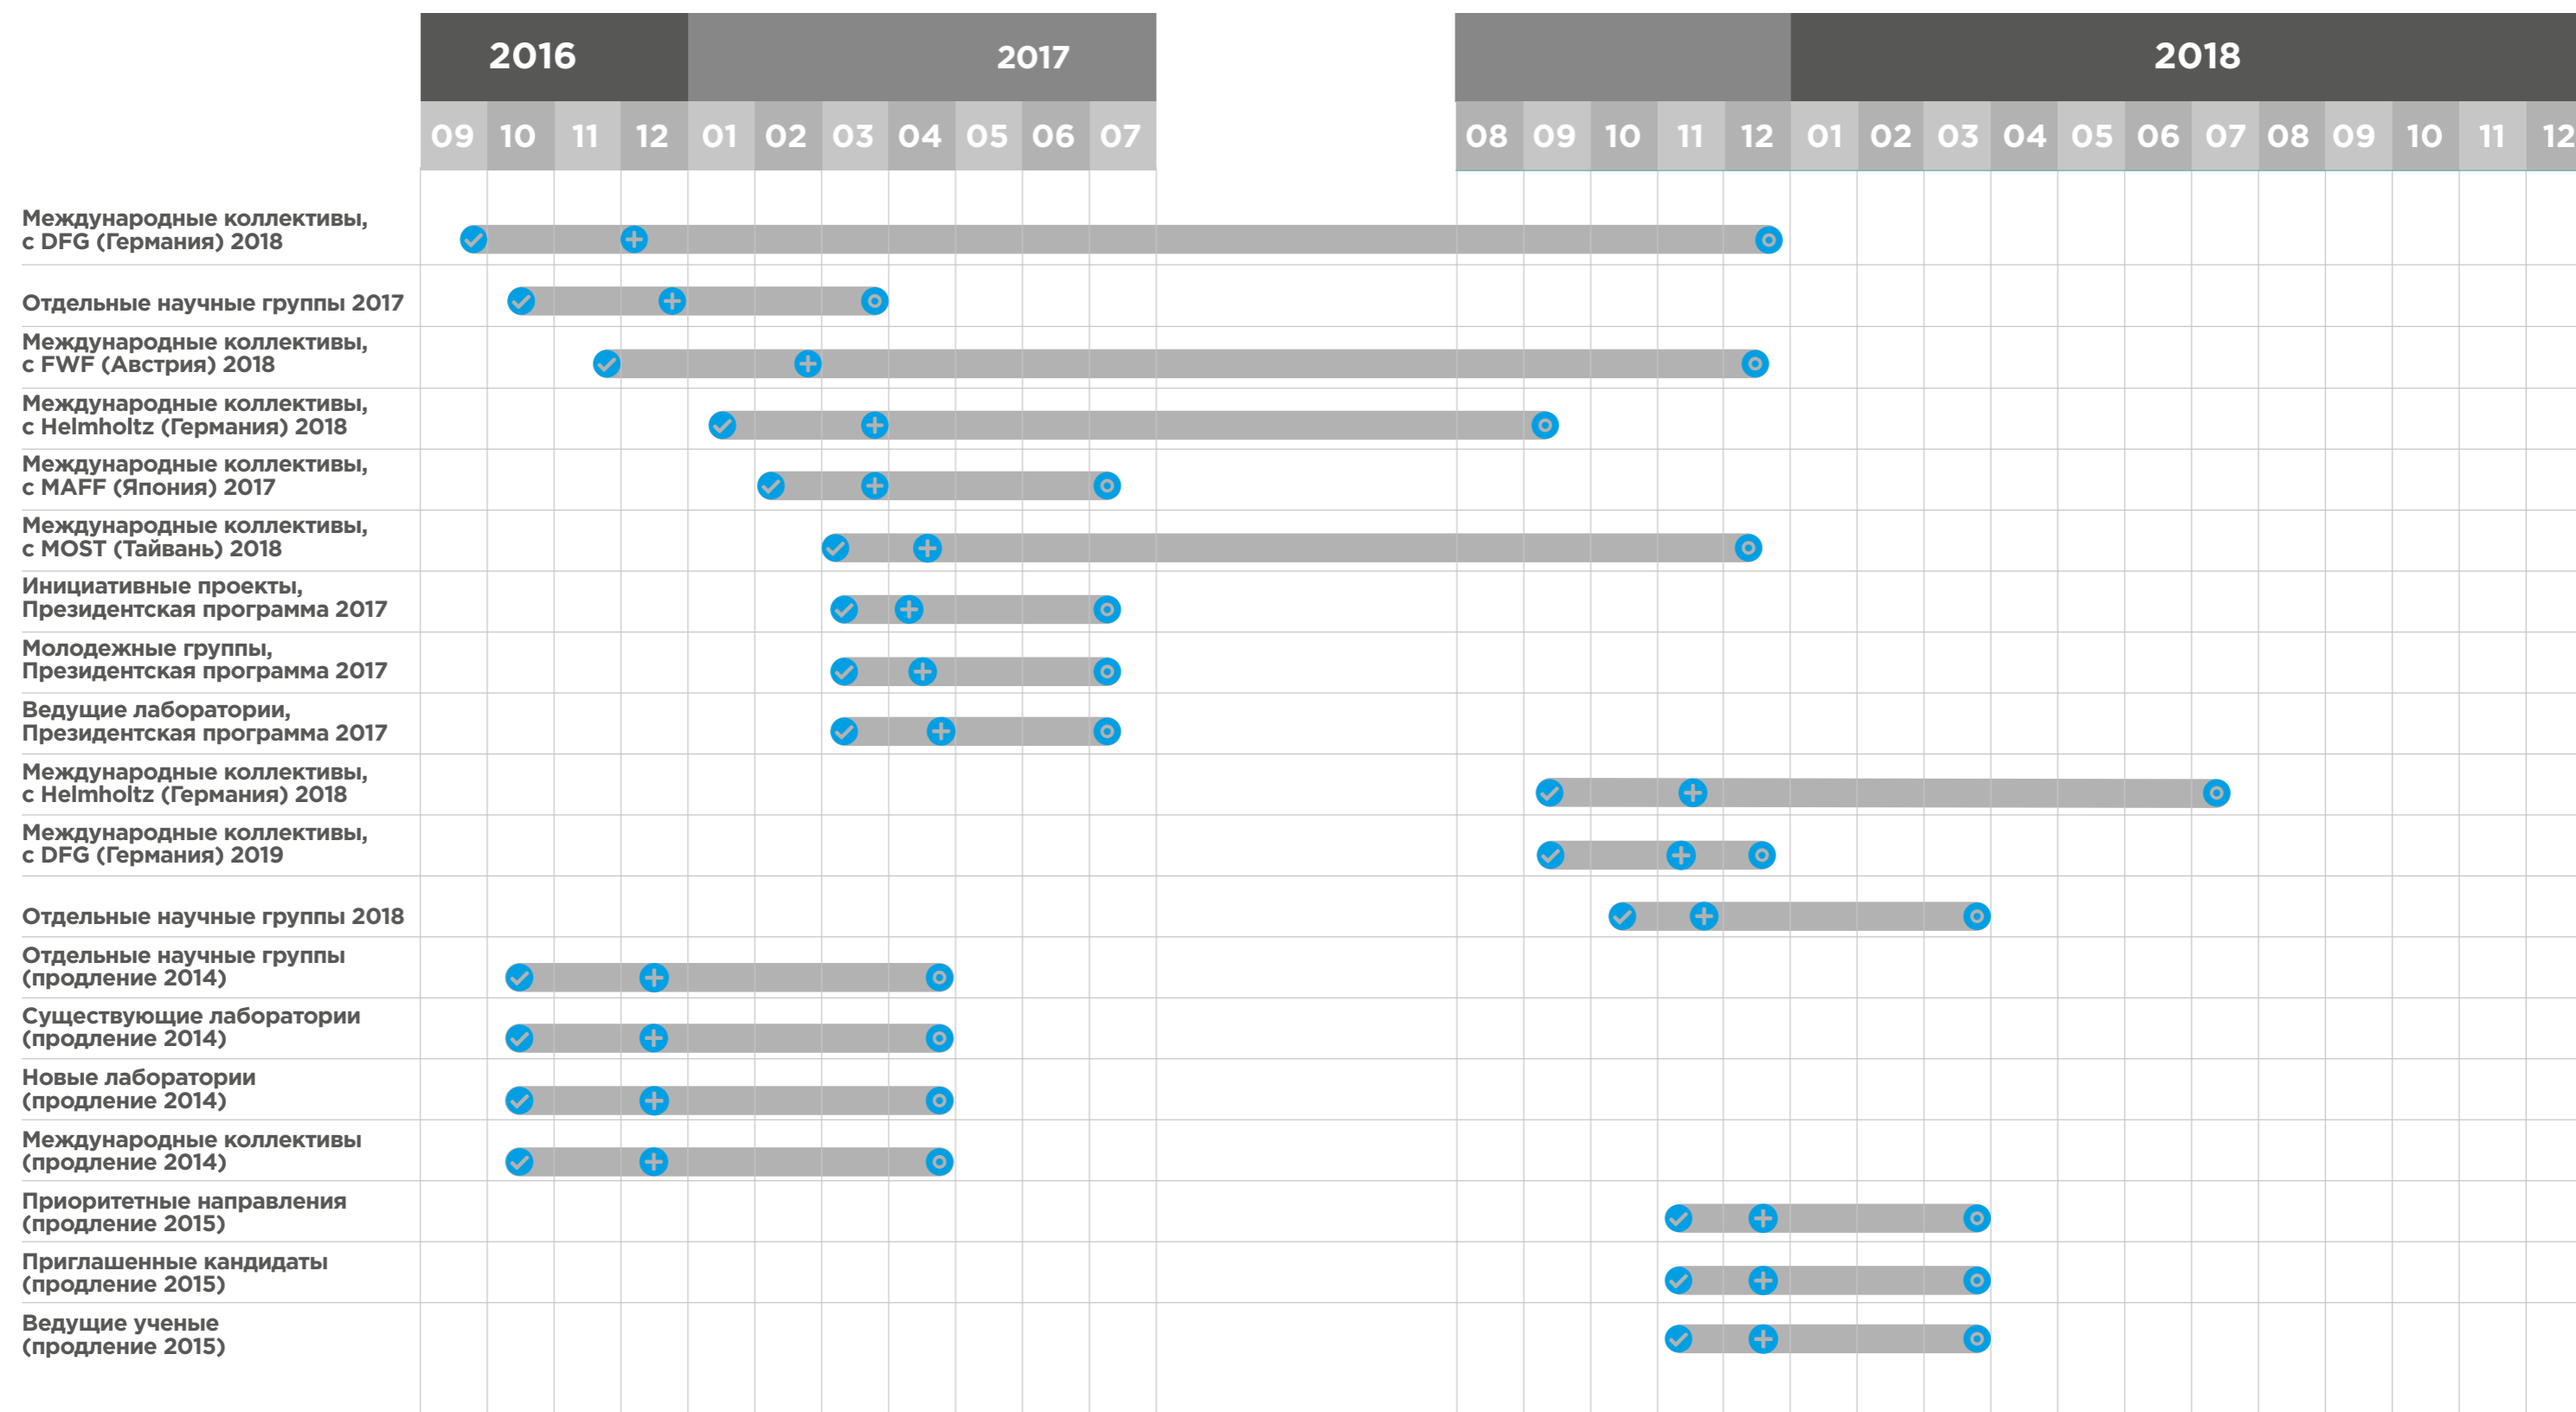 2016
2017
2018
09 10 11 12 01 02 03 04 05 06 07
08 09 10 11 12 01 02 03 04 05 06 07 08 09 10 11 12
Международные коллективы,
с DFG (Германия) 2018
Отдельные научные группы 2017
Международные коллективы,
с FWF (Австрия) 2018
Международные коллективы,
с Helmholtz (Германия) 2018
Международные коллективы,
с MAFF (Япония) 2017
Международные коллективы,
с MOST (Тайвань) 2018
Инициативные проекты,
Президентская программа 2017
Молодежные группы,
Президентская программа 2017
Ведущие лаборатории,
Президентская программа 2017
Международные коллективы,
с Helmholtz (Германия) 2018
Международные коллективы,
с DFG (Германия) 2019
Отдельные научные группы 2018
Отдельные научные группы
(продление 2014)
Существующие лаборатории
(продление 2014)
Новые лаборатории
(продление 2014)
Международные коллективы
(продление 2014)
Приоритетные направления
(продление 2015)
Приглашенные кандидаты
(продление 2015)
Ведущие ученые
(продление 2015)